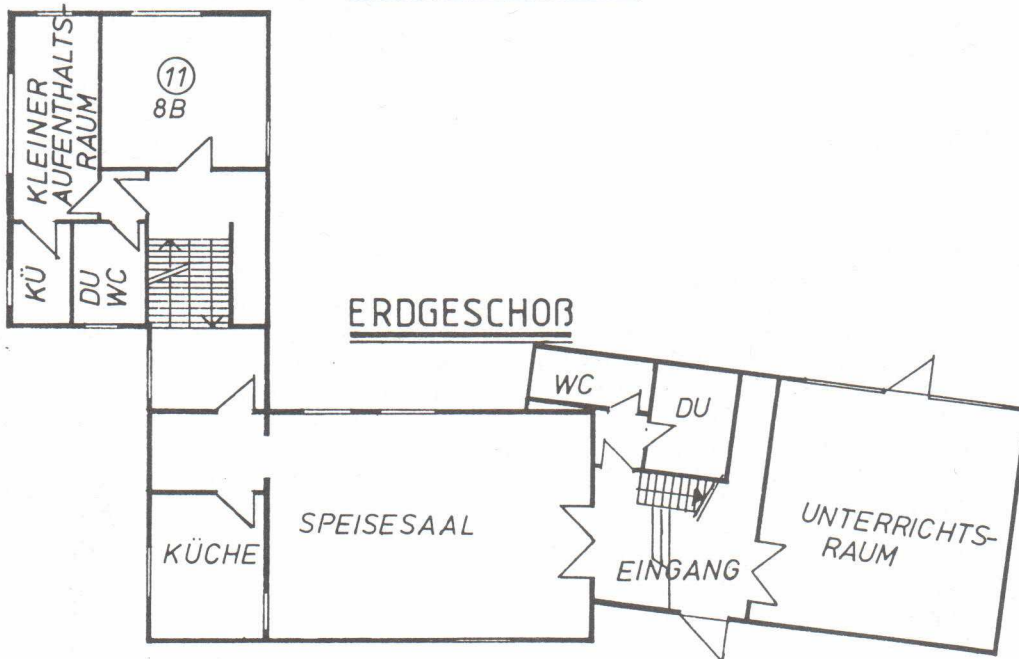 KLEINER
AUFENTHALTS-
RAUM
11
8B
KÜ
DU
WC
ERDGESCHOß
WC
DU
KÜCHE
SPEISESAAL
EINGANG
UNTERRICHTS-
RAUM